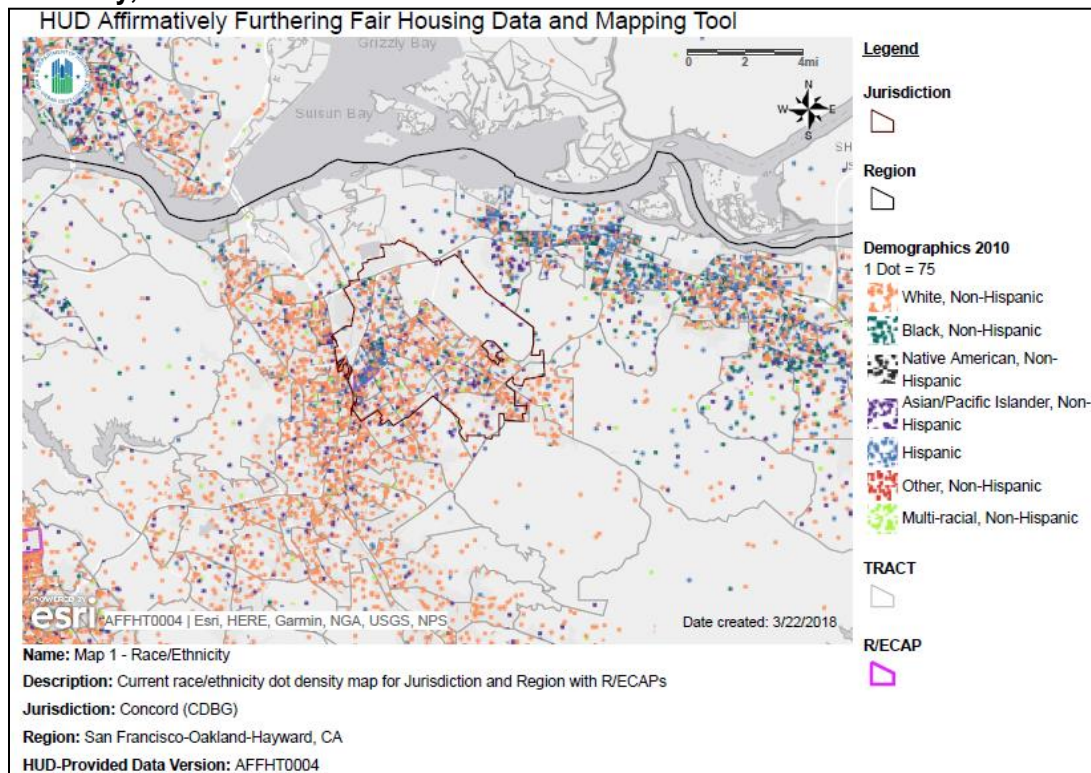 HUD Affirmatively Furthering Fair Housing Data and Mapping Tool
Grizzly Bay
Suisun Bay
0 2 4mi
N
W E
S
SH
Legend
Jurisdiction
Region
Demographics 2010
1 Dot = 75
White, Non-Hispanic
Black, Non-Hispanic
Native American, Non-
Hispanic
Asian/Pacific Islander, Non-
Hispanic
Hispanic
Other, Non-Hispanic
Multi-racial, Non-Hispanic
TRACT
R/ECAP
POWERED BY
esri
AFFHT0004 | Esri, HERE, Garmin, NGA, USGS, NPS
Date created: 3/22/2018
Name: Map 1 - Race/Ethnicity
Description: Current race/ethnicity dot density map for Jurisdiction and Region with R/ECAPs
Jurisdiction: Concord (CDBG)
Region: San Francisco-Oakland-Hayward, CA
HUD-Provided Data Version: AFFHT0004